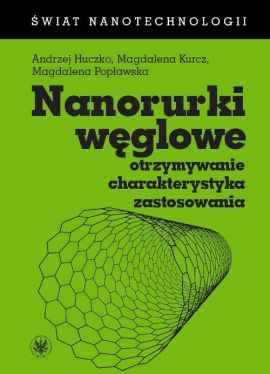 ŚWIAT NANOTECHNOLOGII
Andrzej Huczko, Magdalena Kurcz,
Magdalena Popławska
Nanorurki
węglowe
otrzymywanie
charakterystyka
zastosowania